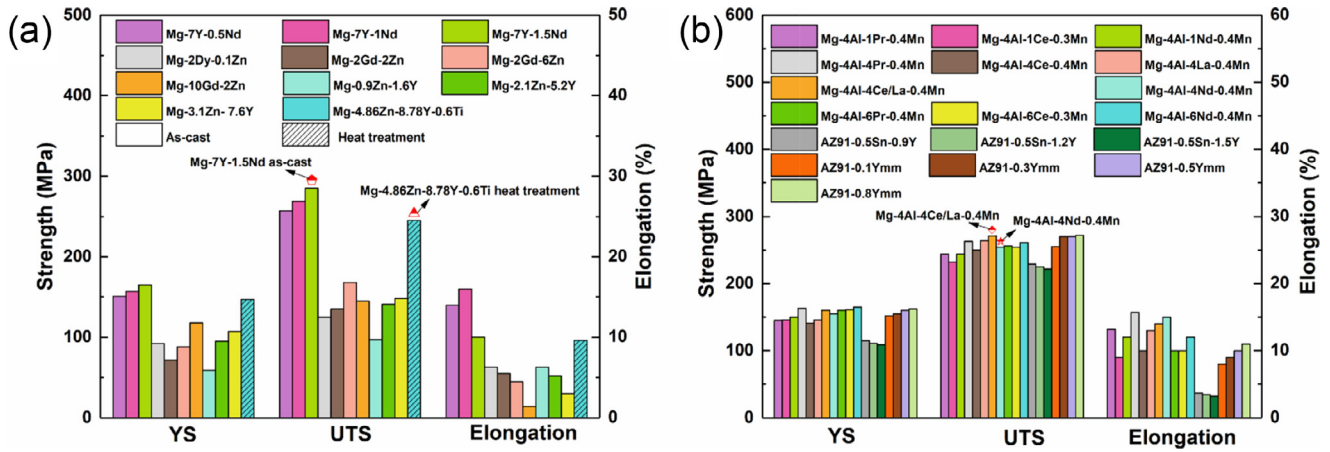 (a)
500
400
300
200
100
0
Strength (MPa)
50
40
30
20
10
0
Elongation (%)
Mg-7Y-0.5Nd Mg-7Y-1Nd Mg-7Y-1.5Nd
Mg-2Dy-0.1Zn Mg-2Gd-2Zn Mg-2Gd-6Zn
Mg-10Gd-2Zn Mg-0.9Zn-1.6Y Mg-2.1Zn-5.2Y
Mg-3.1Zn- 7.6Y Mg-4.86Zn-8.78Y-0.6Ti
As-cast Heat treatment
Mg-7Y-1.5Nd as-cast
Mg-4.86Zn-8.78Y-0.6Ti heat treatment
YS UTS Elongation
(b)
600
500
400
300
200
100
0
Strength (MPa)
60
50
40
30
20
10
0
Elongation (%)
Mg-4Al-1Pr-0.4Mn Mg-4Al-1Ce-0.3Mn Mg-4Al-1Nd-0.4Mn
Mg-4Al-4Pr-0.4Mn Mg-4Al-4Ce-0.4Mn Mg-4Al-4La-0.4Mn
Mg-4Al-4Ce/La-0.4Mn Mg-4Al-4Nd-0.4Mn
Mg-4Al-6Pr-0.4Mn Mg-4Al-6Ce-0.3Mn Mg-4Al-6Nd-0.4Mn
AZ91-0.5Sn-0.9Y AZ91-0.5Sn-1.2Y AZ91-0.5Sn-1.5Y
AZ91-0.1Ymm AZ91-0.3Ymm AZ91-0.5Ymm
AZ91-0.8Ymm
Mg-4Al-4Ce/La-0.4Mn
Mg-4Al-4Nd-0.4Mn
YS UTS Elongation